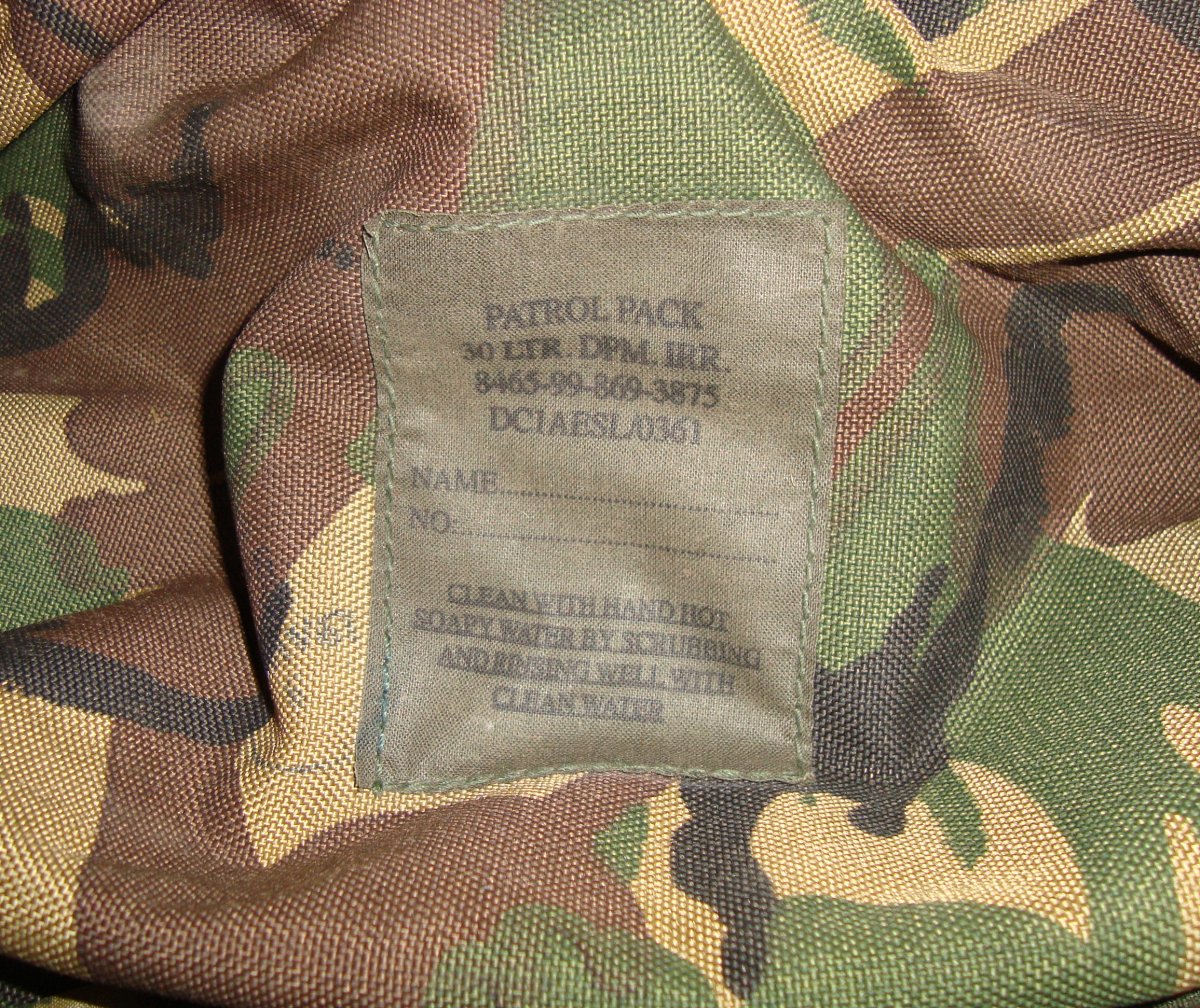 PATROL PACK
30 LTR. DPM. IRR.
8465-99-869-3875
DC1AESL/0361
NAME...............................................
NO:...................................................
CLEAN WITH HAND HOT
SOAPY WATER BY SCRUBBING
AND RINSING WELL WITH
CLEAN WATER